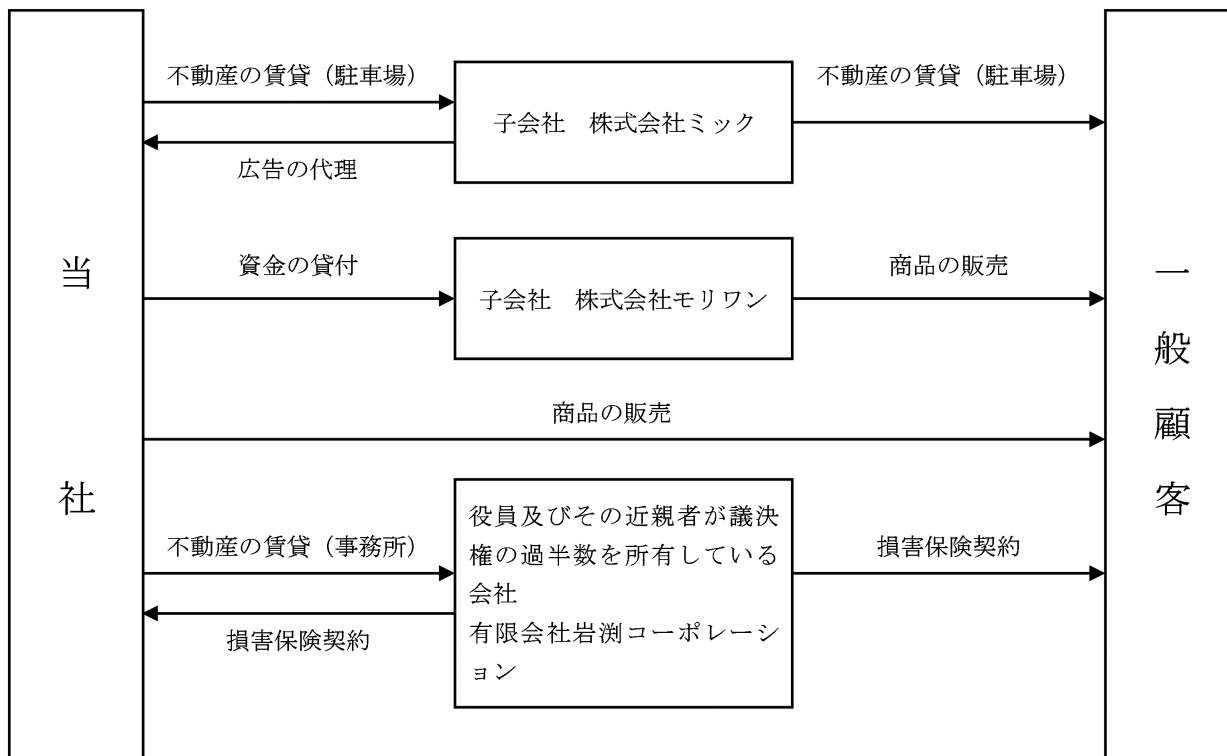 当社
不動産の賃貸（駐車場）
子会社　株式会社ミック
不動産の賃貸（駐車場）
広告の代理
資金の貸付
子会社　株式会社モリワン
商品の販売
商品の販売
不動産の賃貸（事務所）
役員及びその近親者が議決
権の過半数を所有している
会社
有限会社岩渕コーポレーシ
ョン
損害保険契約
損害保険契約
一般顧客